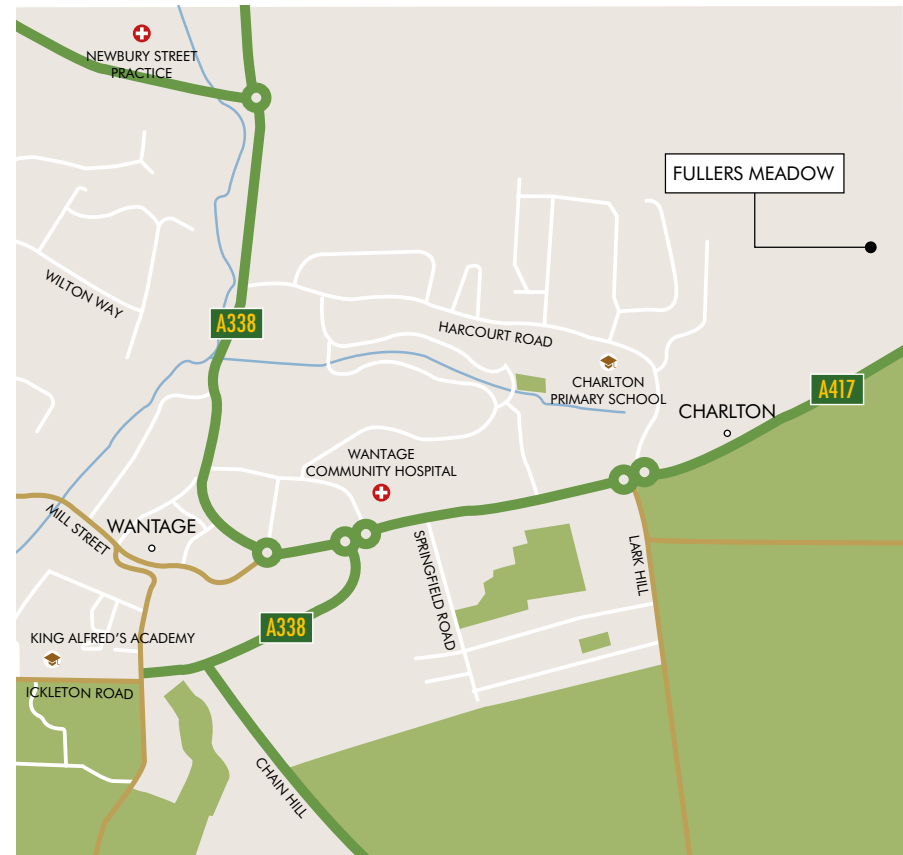 NEWBURY STREET
PRACTICE
FULLERS MEADOW
WILTON WAY
A338
HARCOURT ROAD
CHARLTON
PRIMARY SCHOOL
A417
CHARLTON
WANTAGE
COMMUNITY HOSPITAL
MILL STREET
WANTAGE
SPRINGFIELD ROAD
LARK HILL
A338
KING ALFRED'S ACADEMY
ICKLETON ROAD
CHAIN HILL